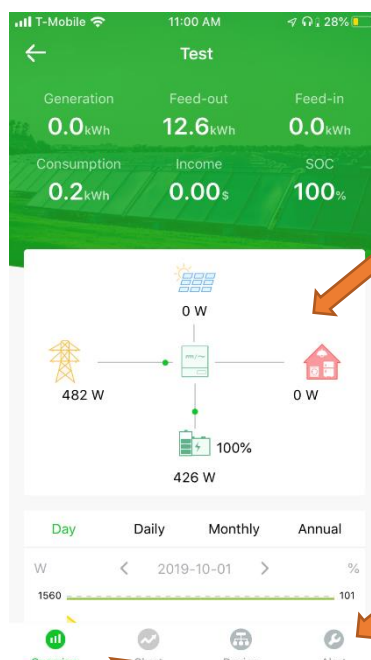 T-Mobile 11:00 AM 28%
Test
Generation Feed-out Feed-in
0.0kWh 12.6kWh 0.0kWh
Consumption Income SOC
0.2kWh 0.00$ 100%
0 W
482 W 0 W
100%
426 W
Day Daily Monthly Annual
W < 2019-10-01 > %
1560 101